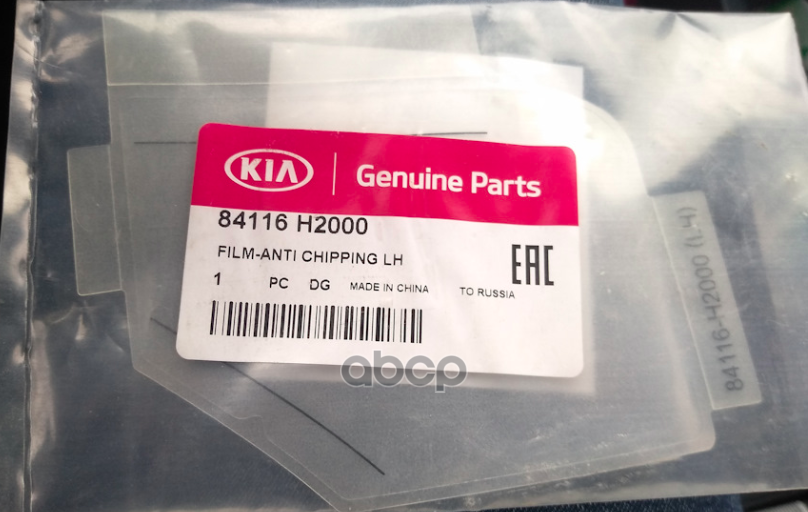 KIA Genuine Parts
84116 H2000
FILM-ANTI CHIPPING LH
EAC
1 PC DG MADE IN CHINA TO RUSSIA
abcp
84116-H2000 (LH)